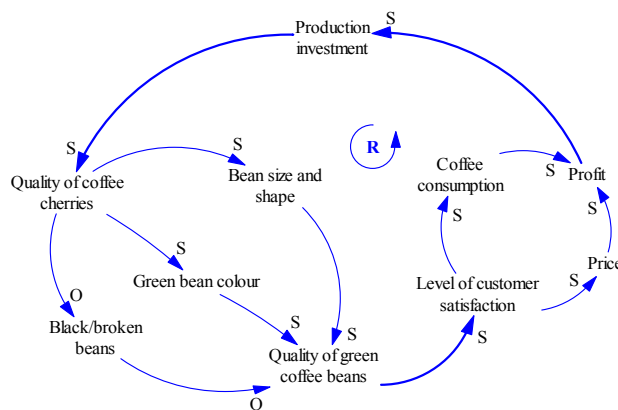 S
Production
investment
S
Quality of coffee
cherries
S
Bean size and
shape
R
Coffee
consumption
S
Profit
S
S
S
Green bean colour
Level of customer
satisfaction
S
Price
O
Black/broken
beans
S
S
Quality of green
coffee beans
S
O